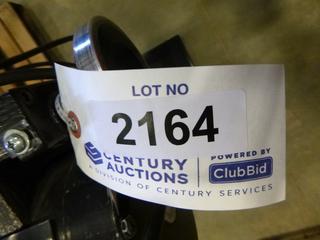 LOT NO
2164
CENTURY
AUCTIONS
A DIVISION OF CENTURY SERVICES
POWERED BY
ClubBid